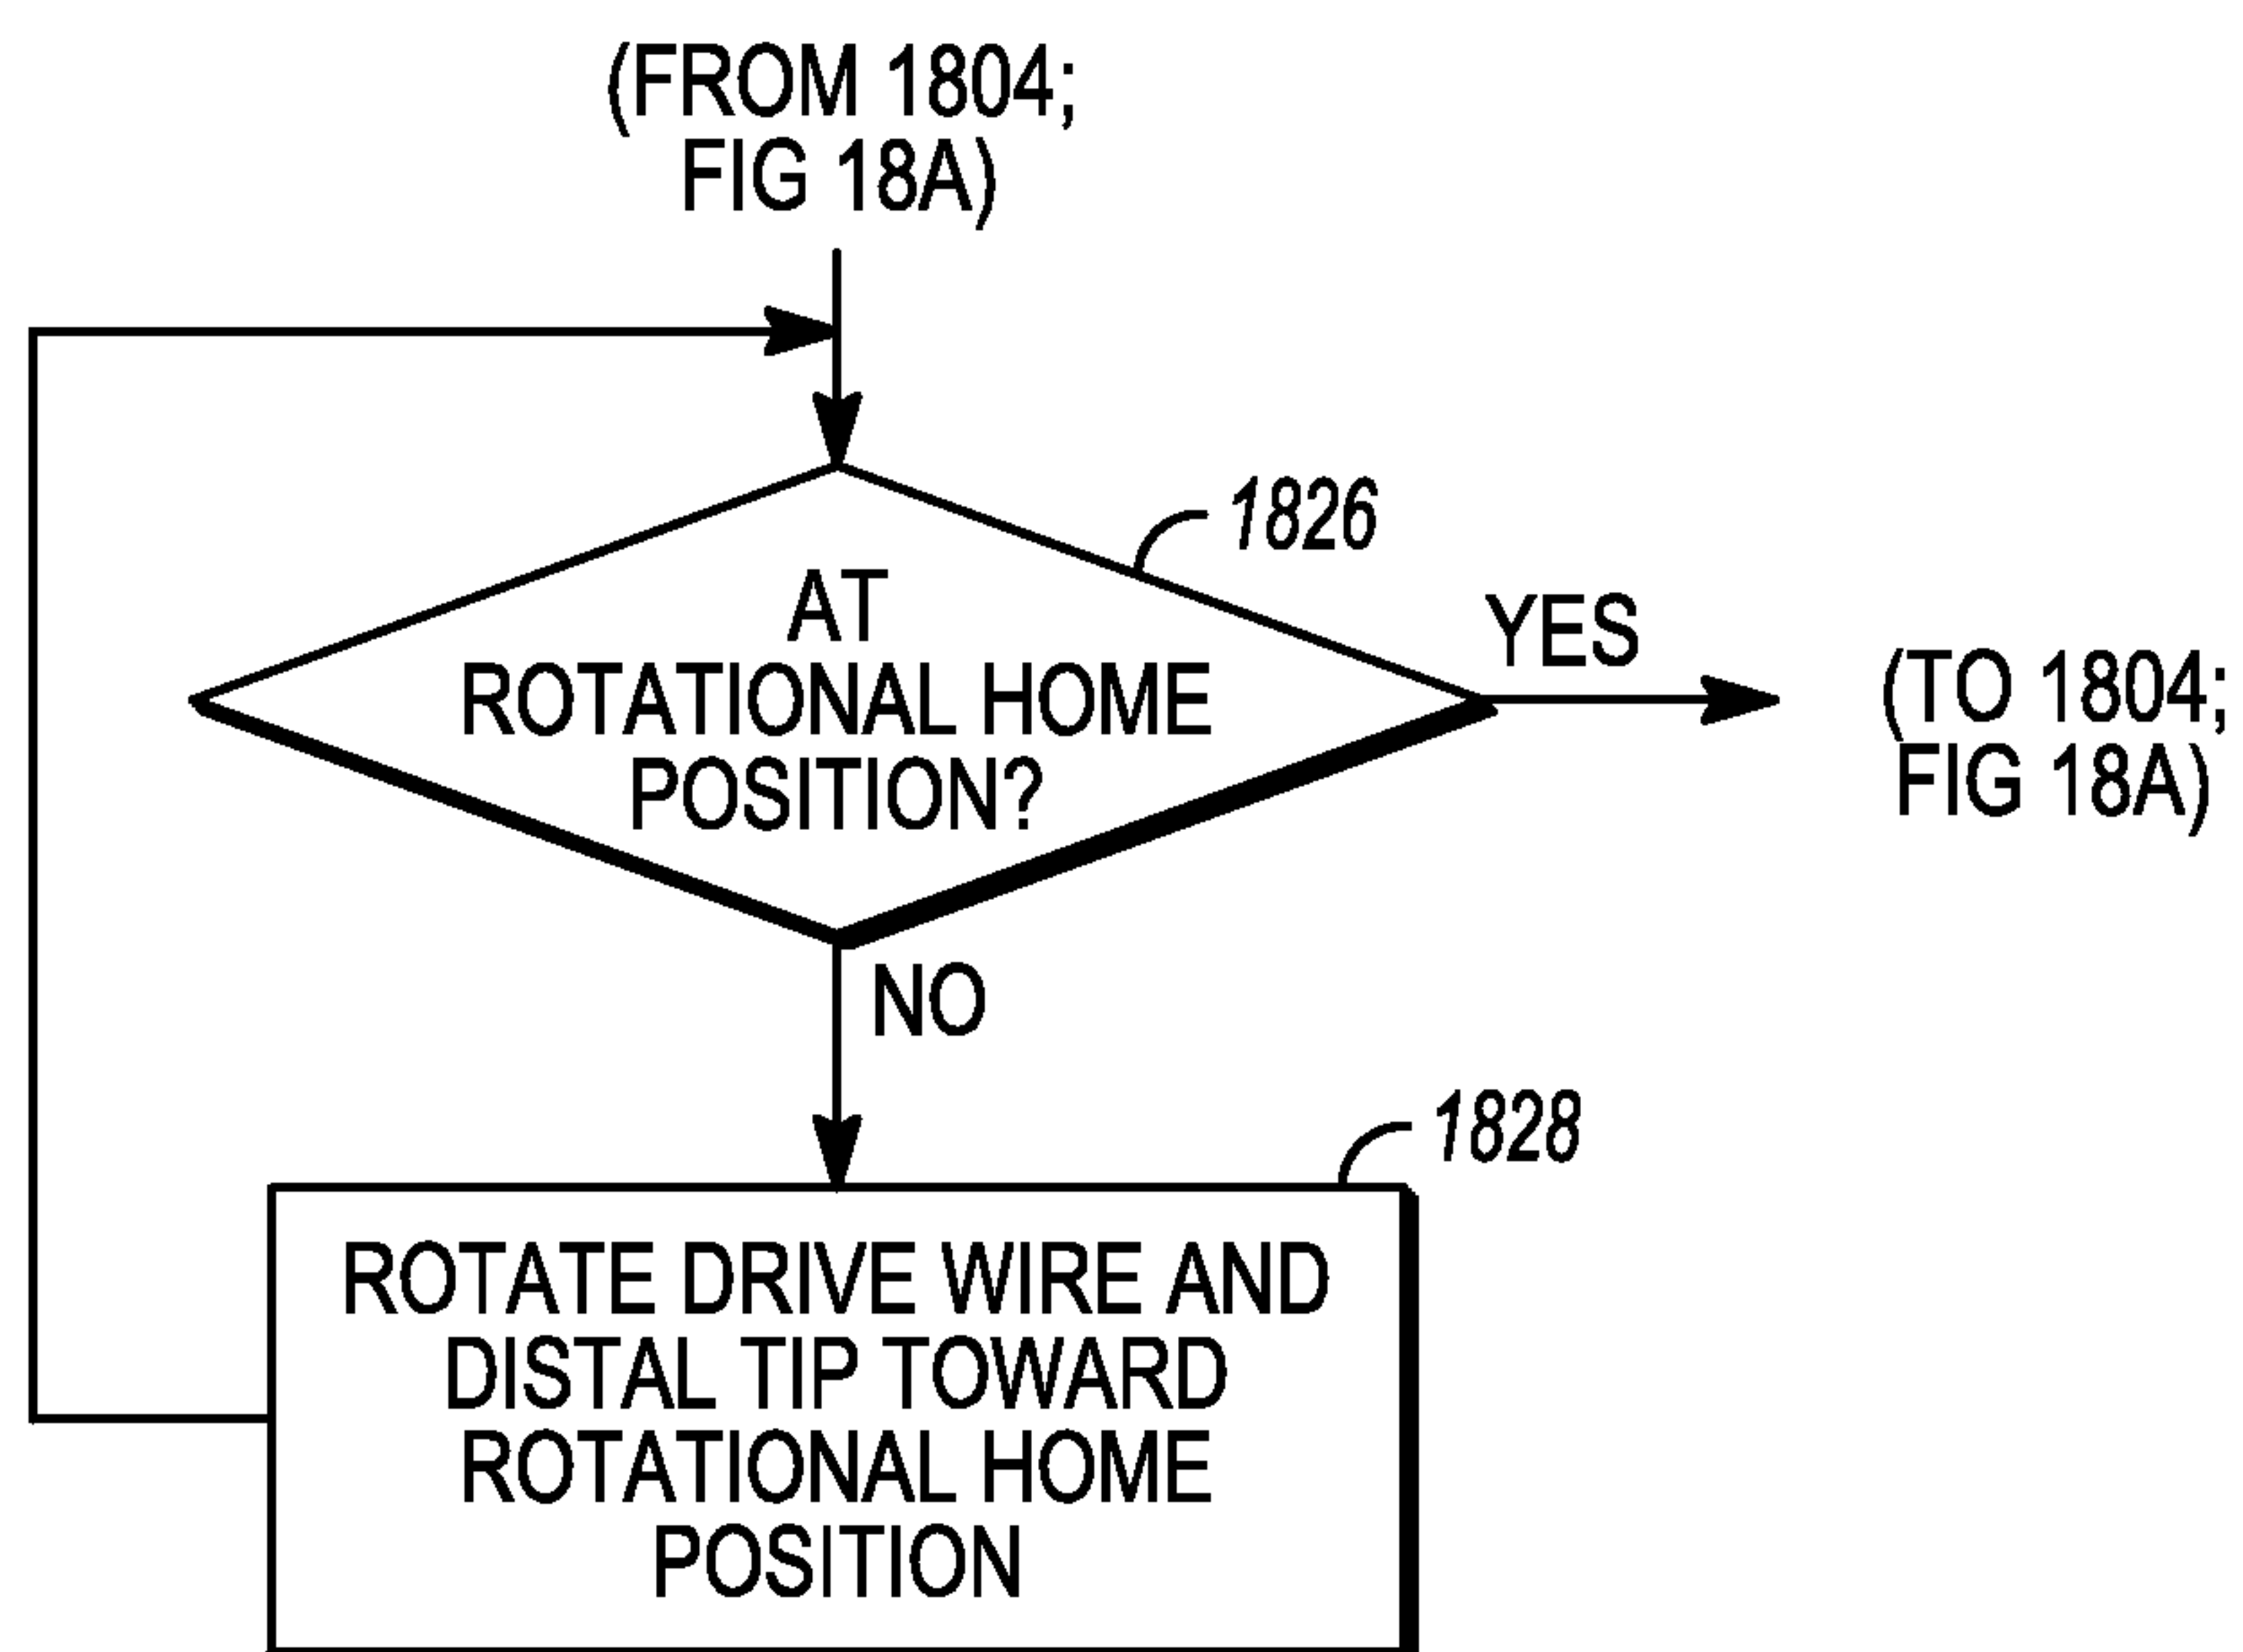 (FROM 1804;
FIG 18A)
1826
AT
ROTATIONAL HOME
POSITION?
YES
(TO 1804;
FIG 18A)
NO
1828
ROTATE DRIVE WIRE AND
DISTAL TIP TOWARD
ROTATIONAL HOME
POSITION